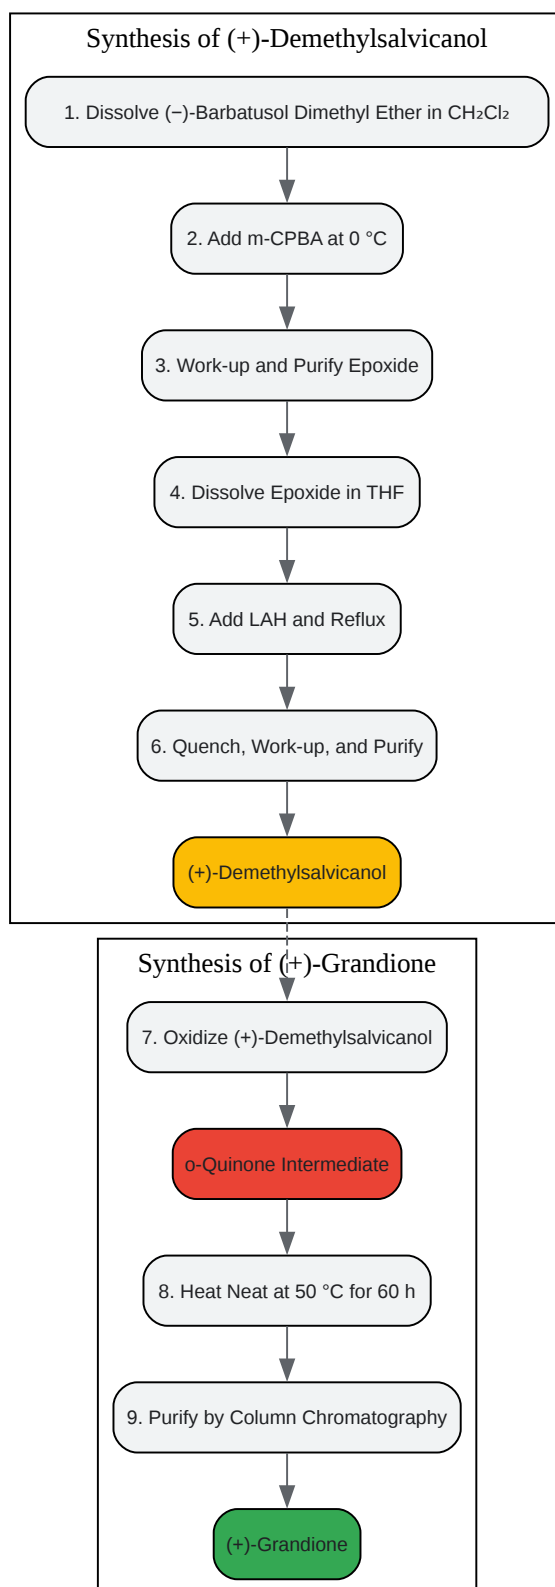 Synthesis of (+)-Demethylsalvicanol
1. Dissolve (−)-Barbatusol Dimethyl Ether in CH₂Cl₂
2. Add m-CPBA at 0 °C
3. Work-up and Purify Epoxide
4. Dissolve Epoxide in THF
5. Add LAH and Reflux
6. Quench, Work-up, and Purify
(+)-Demethylsalvicanol
Synthesis of (+)-Grandione
7. Oxidize (+)-Demethylsalvicanol
o-Quinone Intermediate
8. Heat Neat at 50 °C for 60 h
9. Purify by Column Chromatography
(+)-Grandione